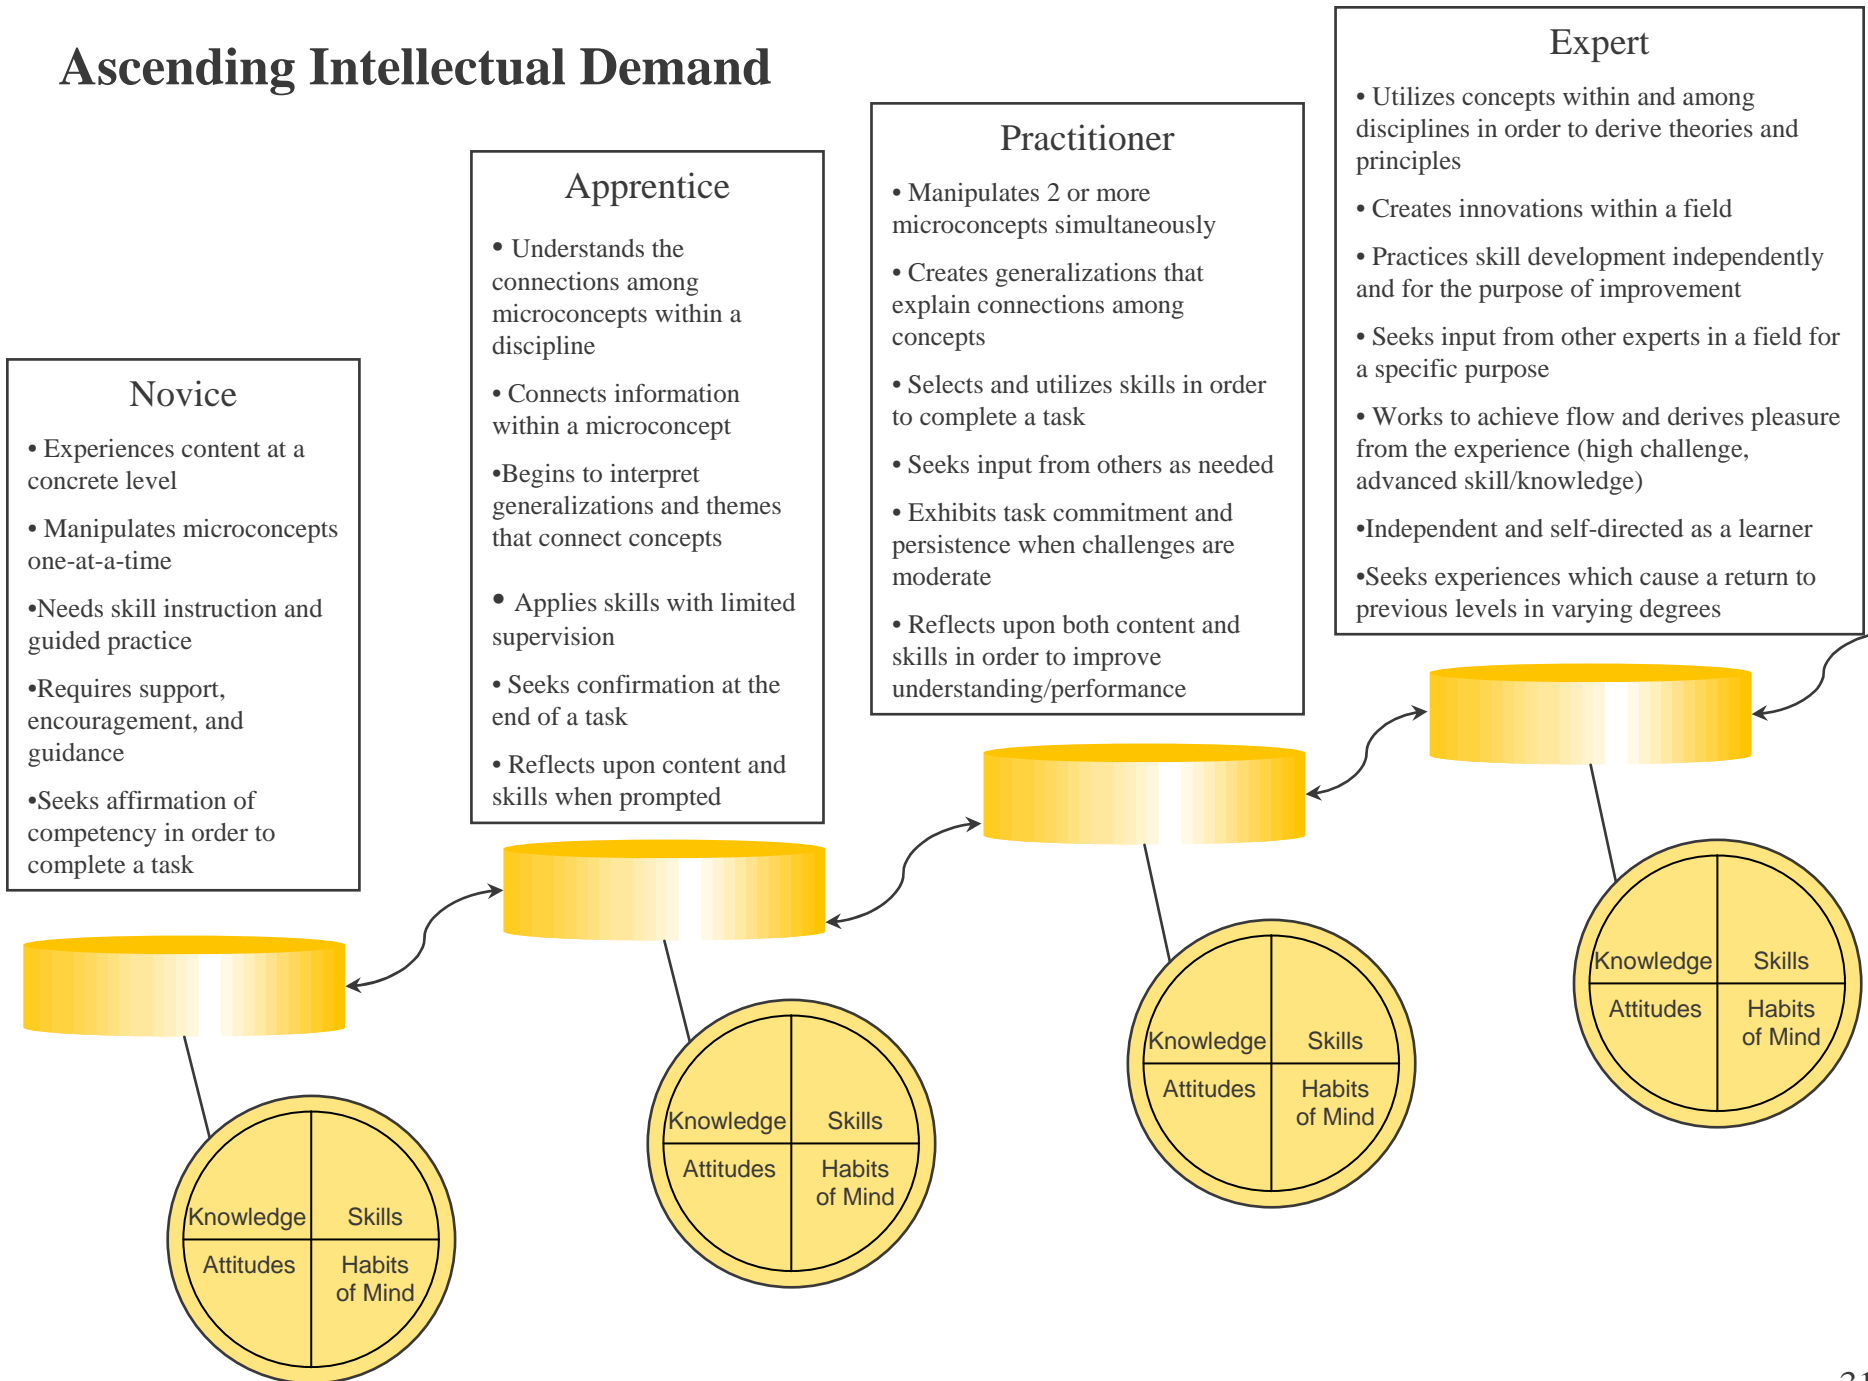 Ascending Intellectual Demand
Novice
• Experiences content at a
concrete level
• Manipulates microconcepts
one-at-a-time
•Needs skill instruction and
guided practice
•Requires support,
encouragement, and
guidance
•Seeks affirmation of
competency in order to
complete a task
Apprentice
• Understands the
connections among
microconcepts within a
discipline
• Connects information
within a microconcept
•Begins to interpret
generalizations and themes
that connect concepts
• Applies skills with limited
supervision
• Seeks confirmation at the
end of a task
• Reflects upon content and
skills when prompted
Practitioner
• Manipulates 2 or more
microconcepts simultaneously
• Creates generalizations that
explain connections among
concepts
• Selects and utilizes skills in order
to complete a task
• Seeks input from others as needed
• Exhibits task commitment and
persistence when challenges are
moderate
• Reflects upon both content and
skills in order to improve
understanding/performance
Expert
• Utilizes concepts within and among
disciplines in order to derive theories and
principles
• Creates innovations within a field
• Practices skill development independently
and for the purpose of improvement
• Seeks input from other experts in a field for
a specific purpose
• Works to achieve flow and derives pleasure
from the experience (high challenge,
advanced skill/knowledge)
•Independent and self-directed as a learner
•Seeks experiences which cause a return to
previous levels in varying degrees
Knowledge Skills
Attitudes Habits
of Mind
Knowledge Skills
Attitudes Habits
of Mind
Knowledge Skills
Attitudes Habits
of Mind
Knowledge Skills
Attitudes Habits
of Mind